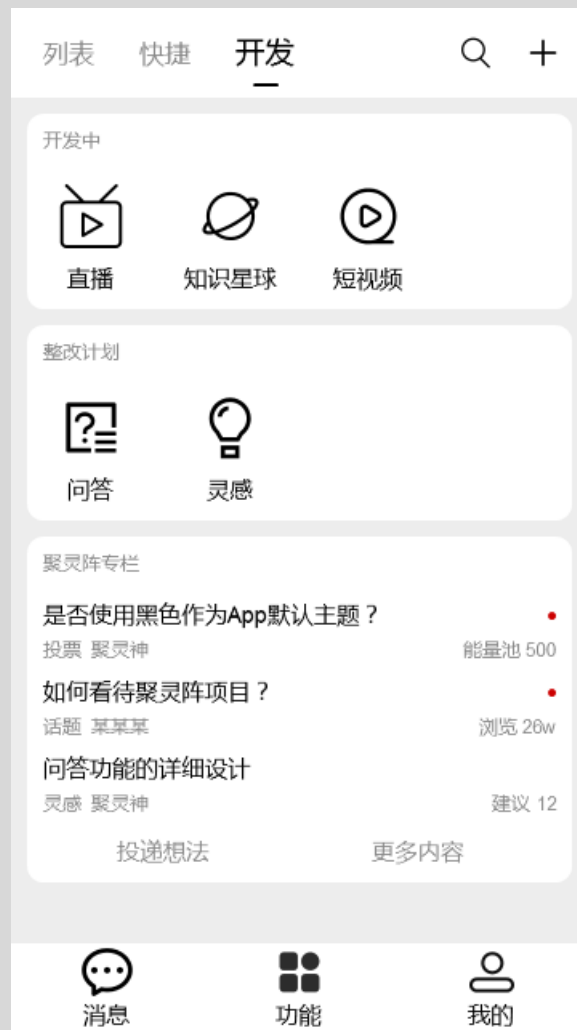 列表 快捷 开发
开发中
直播 知识星球 短视频
整改计划
问答 灵感
聚灵阵专栏
是否使用黑色作为App默认主题？
投票 聚灵神 能量池 500
如何看待聚灵阵项目？
话题 某某某 浏览 26w
问答功能的详细设计
灵感 聚灵神 建议 12
投递想法 更多内容
消息 功能 我的